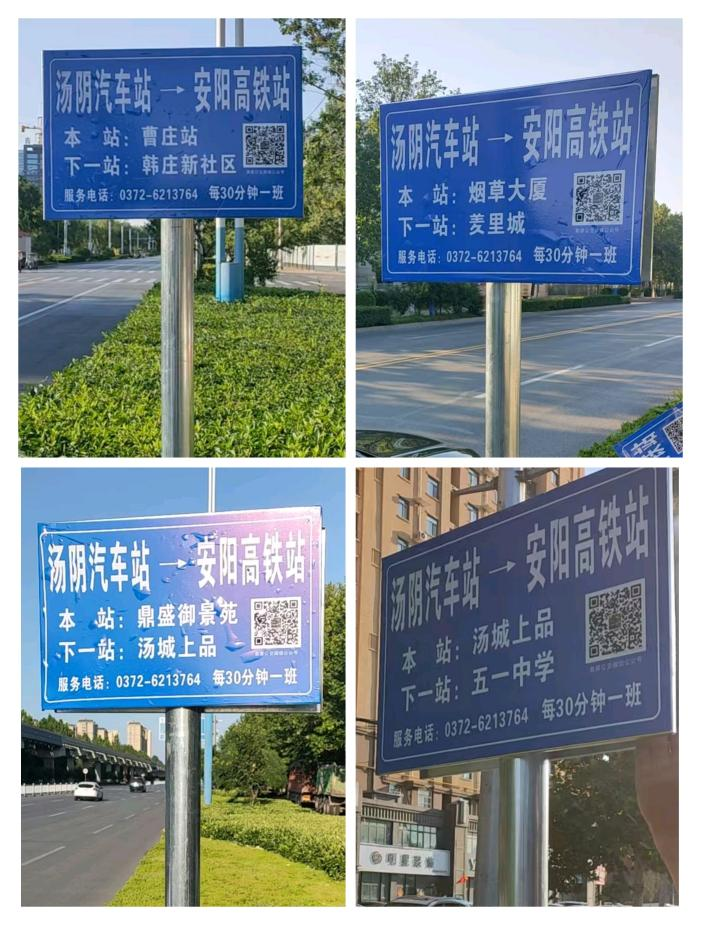 汤阴汽车站 → 安阳高铁站
本 站：曹庄站
下一站：韩庄新社区
服务电话：0372-6213764 每30分钟一班
汤阴汽车站 → 安阳高铁站
本 站：烟草大厦
下一站：羑里城
服务电话：0372-6213764 每30分钟一班
汤阴汽车站 → 安阳高铁站
本 站：鼎盛御景苑
下一站：汤城上品
服务电话：0372-6213764 每30分钟一班
汤阴汽车站 → 安阳高铁站
本 站：汤城上品
下一站：五一中学
服务电话：0372-6213764 每30分钟一班